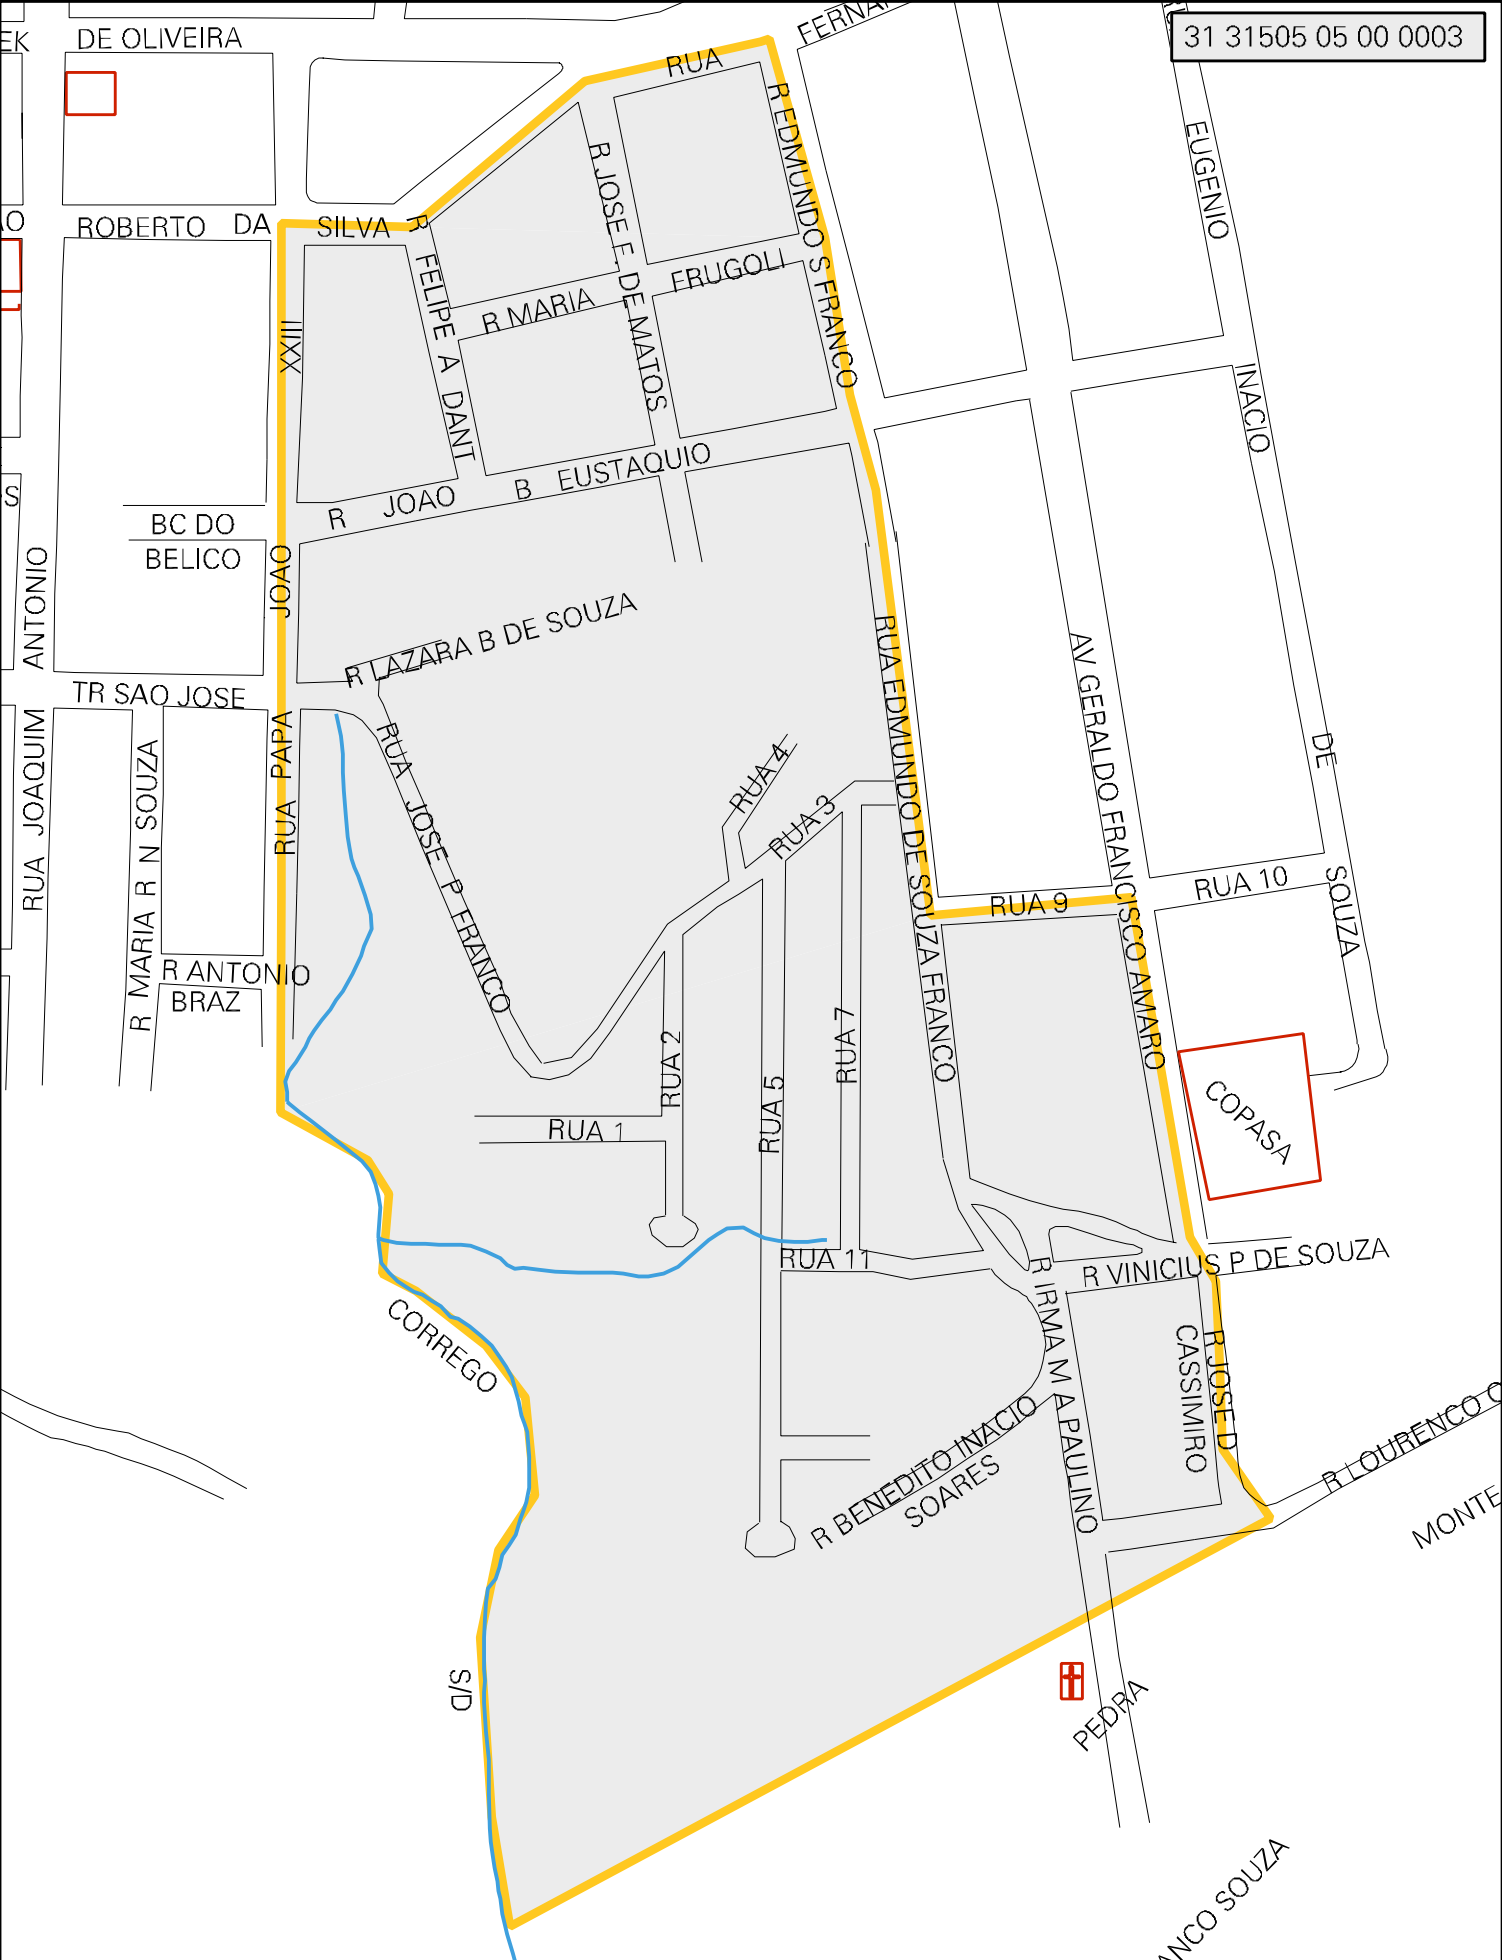 31 31505 05 00 0003
EK
DE OLIVEIRA
RUA
ROBERTO DA SILVA
R EDMUNDO S FRANCO
R JOSE F. DE MATOS
R FELIPE A DANT
R MARIA FRUGOLI
EUGENIO INACIO DE SOUZA
R JOAO B EUSTAQUIO
BC DO
BELICO
RUA JOAQUIM ANTONIO
RUA PAPA JOAO XXIII
R LAZARA B DE SOUZA
TR SAO JOSE
R MARIA R N SOUZA
RUA JOSE P FRANCO
RUA 4
RUA 3
RUA EDMUNDO DE SOUZA FRANCO
AV GERALDO FRANCISCO AMARO
RUA 9
RUA 10
R ANTONIO
BRAZ
RUA 2
RUA 5
RUA 7
RUA 1
COPASA
RUA 11
R VINICIUS P DE SOUZA
R IRMA M A PAULINO
R JOSE D
CASSIMIRO
CORREGO
S/D
R BENEDITO INACIO
SOARES
R LOURENCO
MONTE
PEDRA
SOUZA